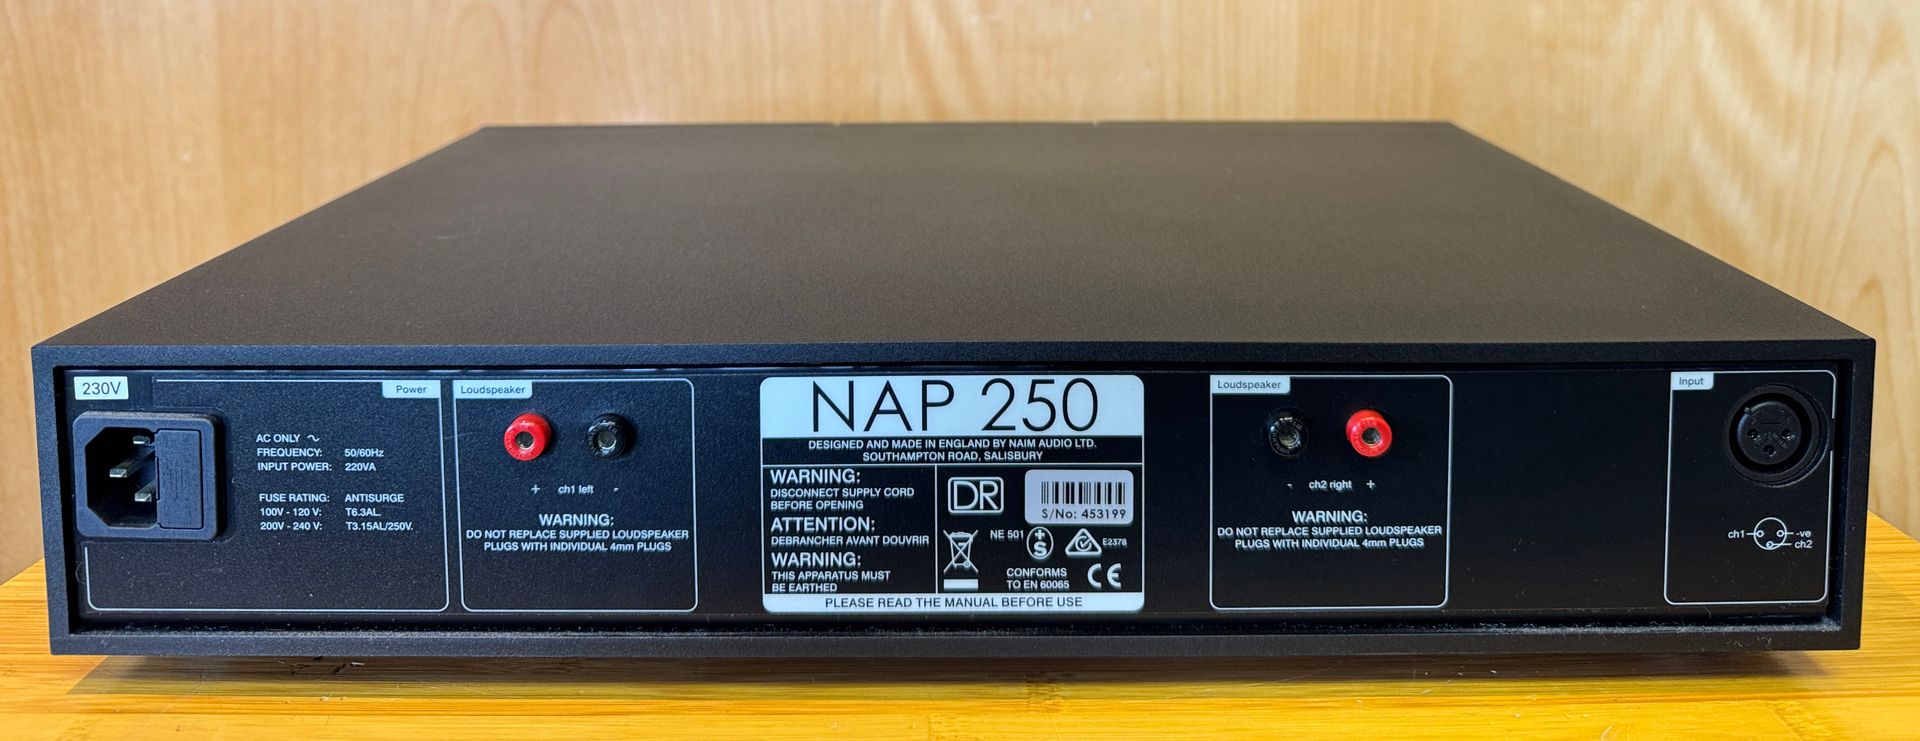 230V
Power
AC ONLY ~
FREQUENCY: 50/60Hz
INPUT POWER: 220VA
FUSE RATING: ANTISURGE
100V - 120 V: T6.3AL.
200V - 240 V: T3.15AL/250V.
Loudspeaker
+ ch1 left -
WARNING:
DO NOT REPLACE SUPPLIED LOUDSPEAKER
PLUGS WITH INDIVIDUAL 4mm PLUGS
NAP 250
DESIGNED AND MADE IN ENGLAND BY NAIM AUDIO LTD.
SOUTHAMPTON ROAD, SALISBURY
WARNING:
DISCONNECT SUPPLY CORD
BEFORE OPENING
ATTENTION:
DEBRANCHER AVANT DOUVRIR
WARNING:
THIS APPARATUS MUST
BE EARTHED
DR
S/No: 453199
NE 501
+S
E2378
CONFORMS
TO EN 60065
CE
PLEASE READ THE MANUAL BEFORE USE
Loudspeaker
- ch2 right +
WARNING:
DO NOT REPLACE SUPPLIED LOUDSPEAKER
PLUGS WITH INDIVIDUAL 4mm PLUGS
Input
ch1
-ve
ch2